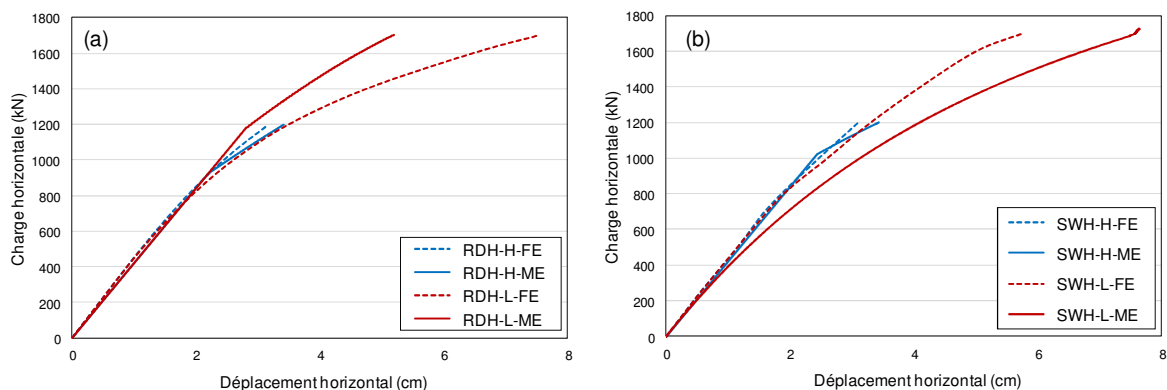 (a)
Charge horizontale (kN)
1800
1600
1400
1200
1000
800
600
400
200
0
0 2 4 6 8
Déplacement horizontal (cm)
RDH-H-FE
RDH-H-ME
RDH-L-FE
RDH-L-ME
(b)
Charge horizontale (kN)
1800
1600
1400
1200
1000
800
600
400
200
0
0 2 4 6 8
Déplacement horizontal (cm)
SWH-H-FE
SWH-H-ME
SWH-L-FE
SWH-L-ME